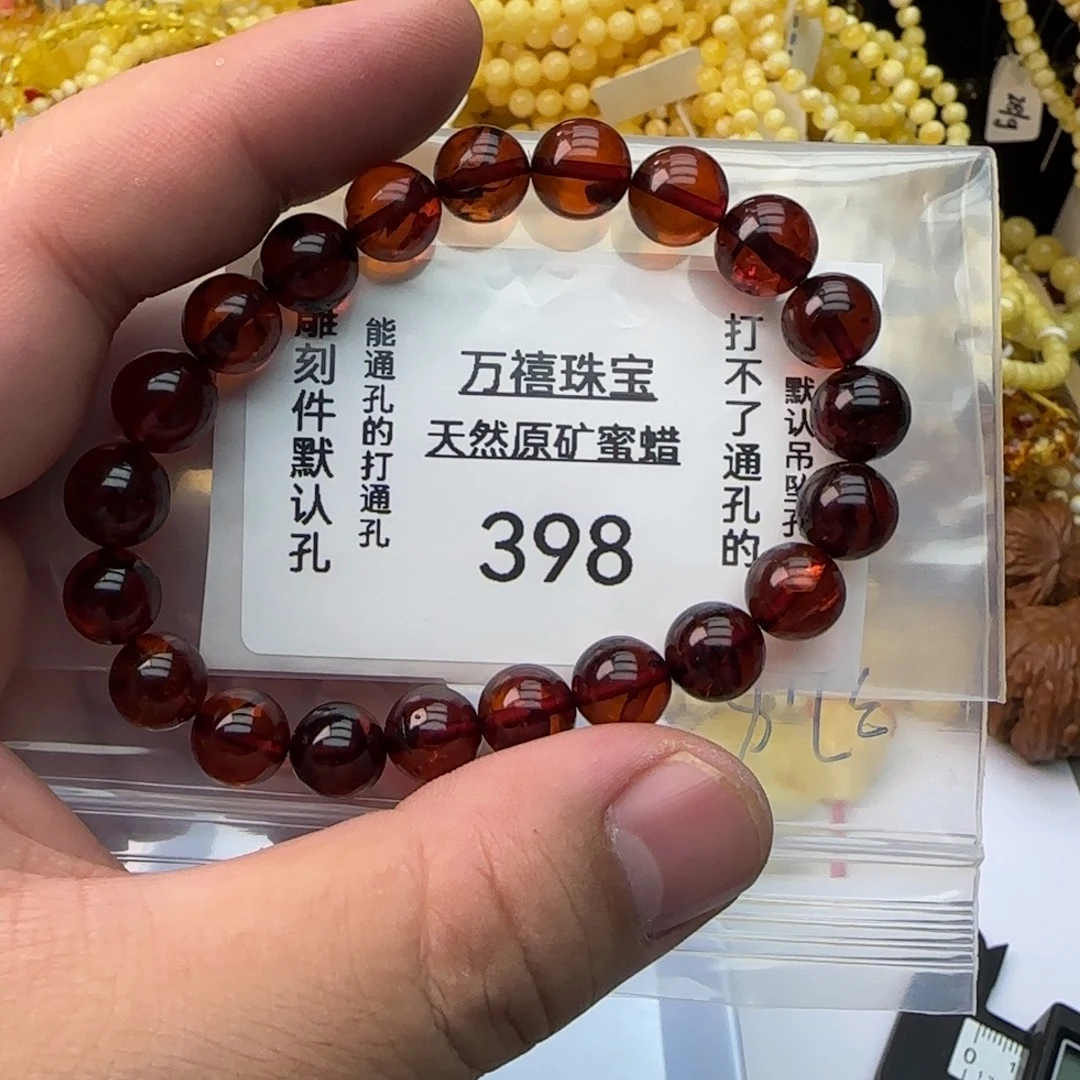 雕刻件默认孔
能通孔的打通孔
万禧珠宝
天然原矿蜜蜡
398
打不了通孔的
默认吊坠孔